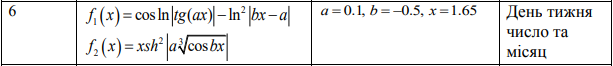 6
f₁(x) = cos ln|tg(ax)| − ln²|bx − a|
f₂(x) = xsh²|a∛cos bx|
a = 0.1, b = −0.5, x = 1.65
День тижня
число та
місяц